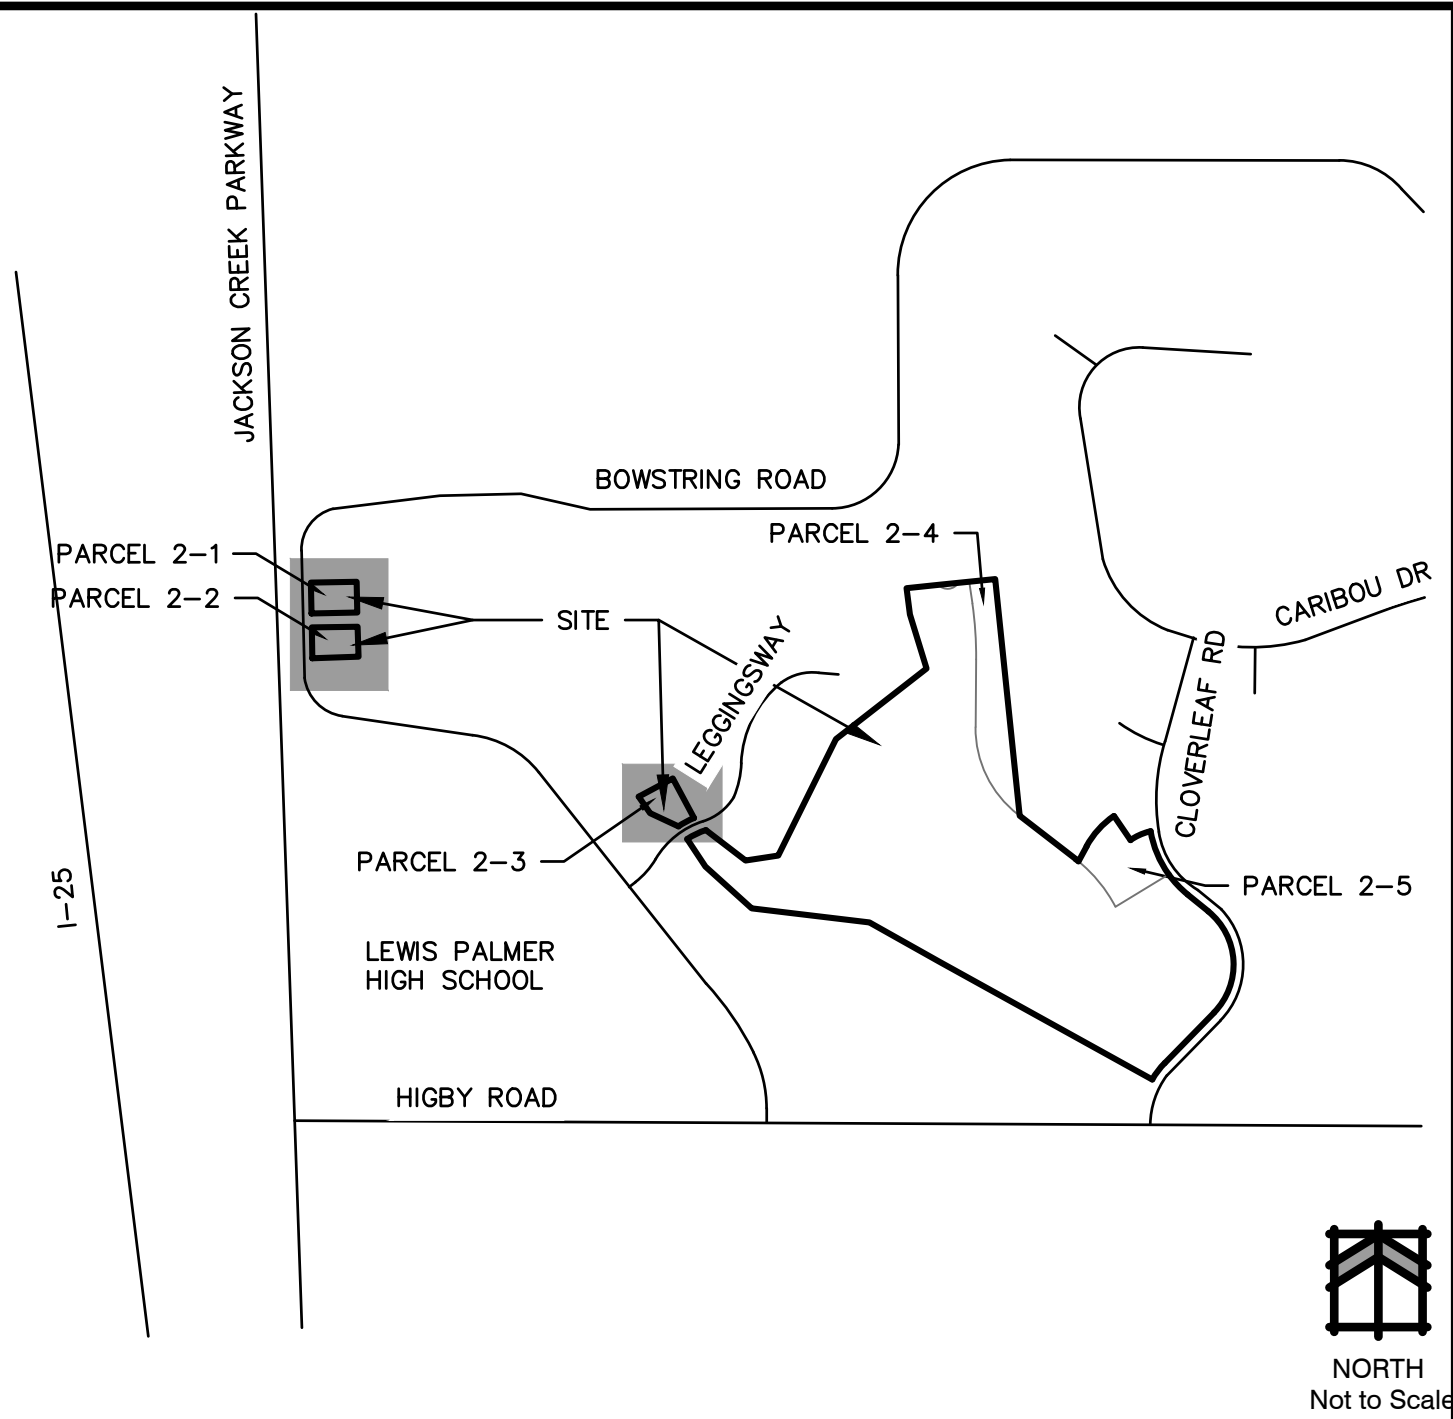 JACKSON CREEK PARKWAY
BOWSTRING ROAD
PARCEL 2-4
PARCEL 2-1
PARCEL 2-2
SITE
CARIBOU DR
LEGGINGSWAY
CLOVERLEAF RD
PARCEL 2-3
PARCEL 2-5
I-25
LEWIS PALMER
HIGH SCHOOL
HIGBY ROAD
NORTH
Not to Scale